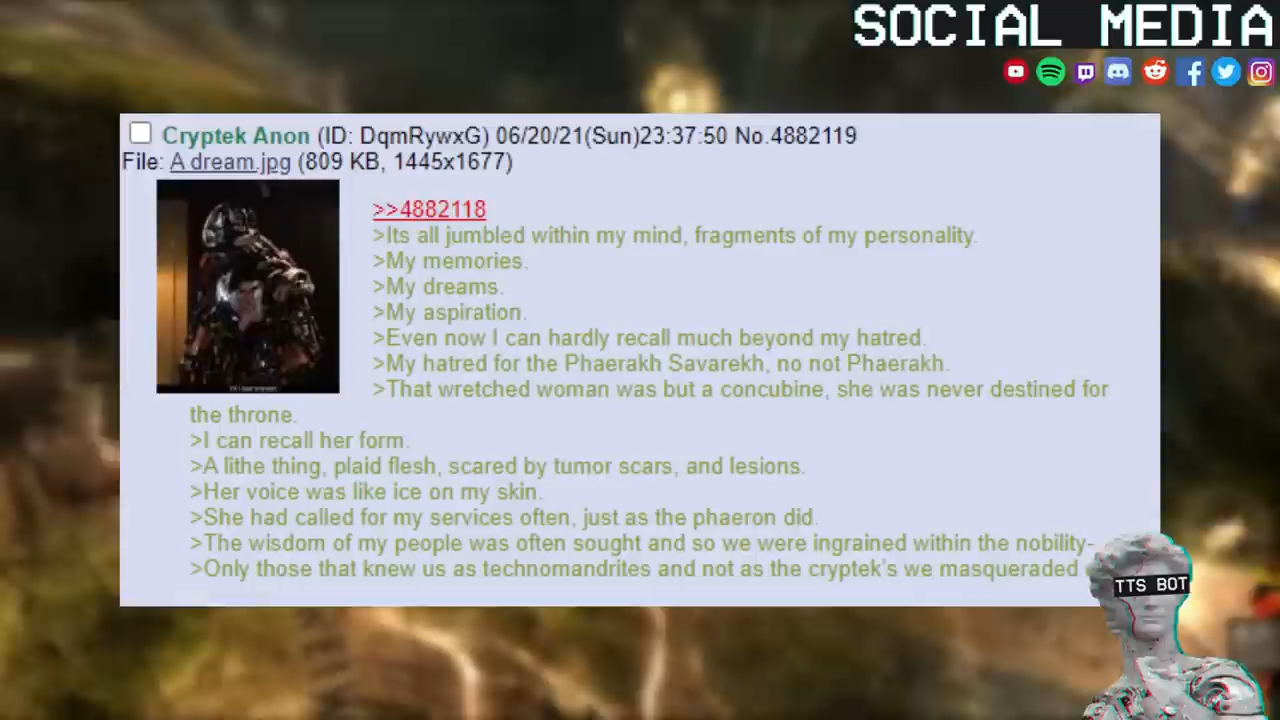 SOCIAL MEDIA
Cryptek Anon (ID: DqmRywxG) 06/20/21(Sun)23:37:50 No.4882119
File: A dream.jpg (809 KB, 1445x1677)
>>4882118
>Its all jumbled within my mind, fragments of my personality.
>My memories.
>My dreams.
>My aspiration.
>Even now I can hardly recall much beyond my hatred.
>My hatred for the Phaerakh Savarekh, no not Phaerakh.
>That wretched woman was but a concubine, she was never destined for
the throne.
>I can recall her form.
>A lithe thing, plaid flesh, scared by tumor scars, and lesions.
>Her voice was like ice on my skin.
>She had called for my services often, just as the phaeron did.
>The wisdom of my people was often sought and so we were ingrained within the nobility-
>Only those that knew us as technomandrites and not as the cryptek's we masqueraded
TTS BOT